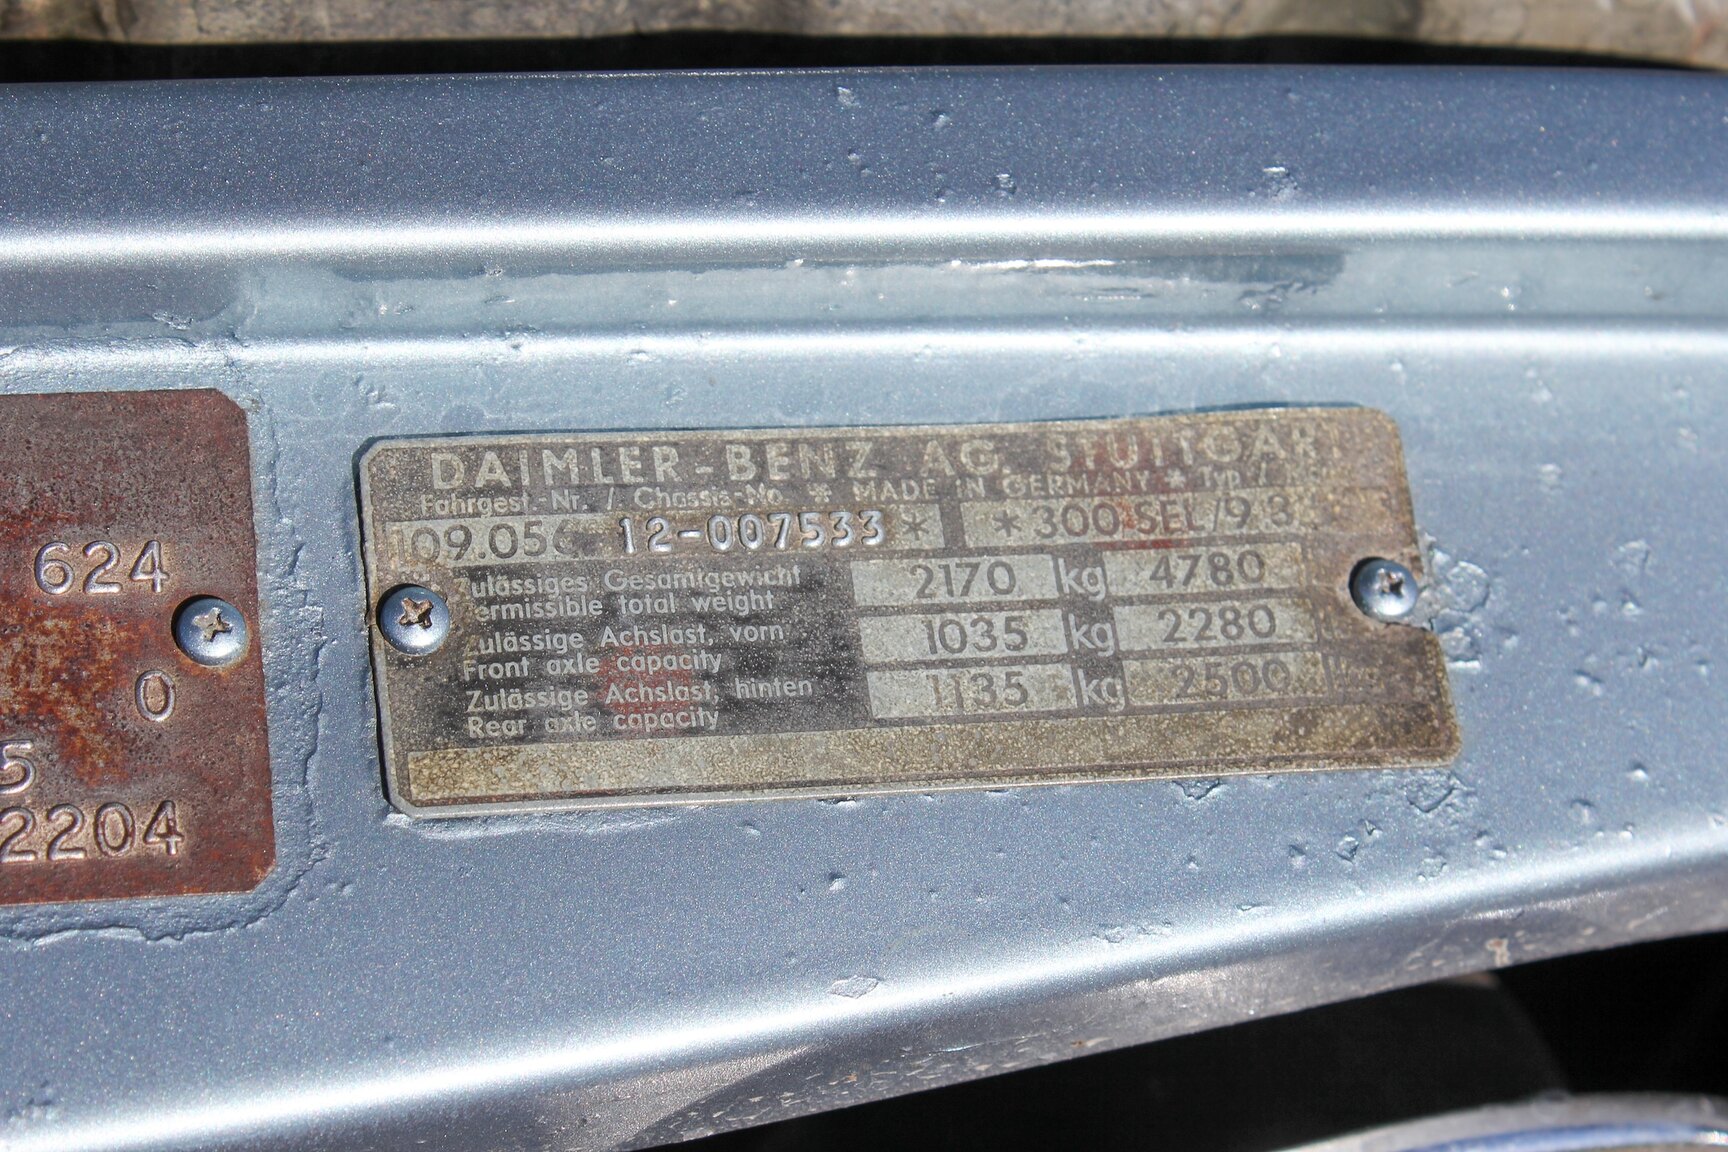 624
0
5
2204
DAIMLER-BENZ AG. STUTTGART
Fahrgest.-Nr. / Chassis-No * MADE IN GERMANY * Typ /
109.056 12-007533 * * 300 SEL/9 3
Zulässiges Gesamtgewicht 2170 kg 4780
Permissible total weight
Zulässige Achslast, vorn 1035 kg 2280
Front axle capacity
Zulässige Achslast, hinten 1135 kg 2500
Rear axle capacity